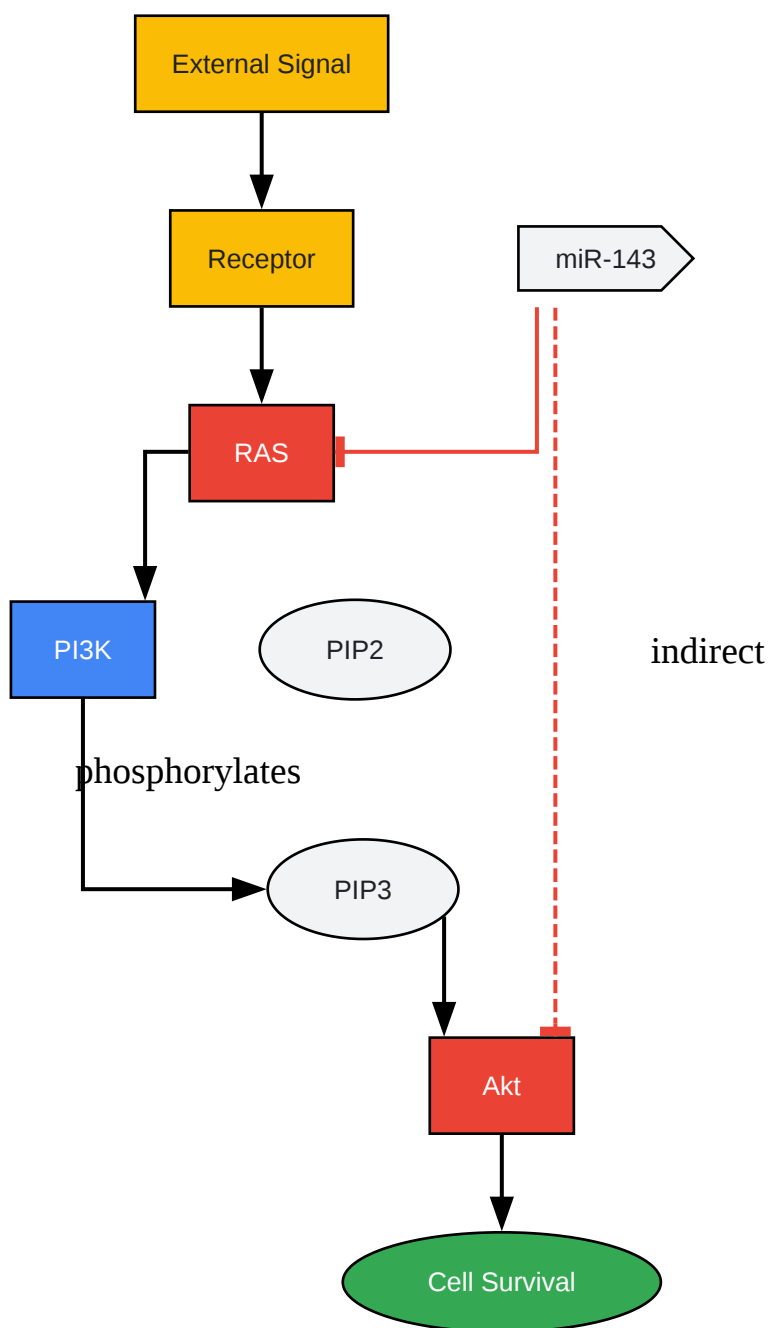 External Signal
Receptor
miR-143
RAS
PI3K
PIP2
indirect
phosphorylates
PIP3
Akt
Cell Survival